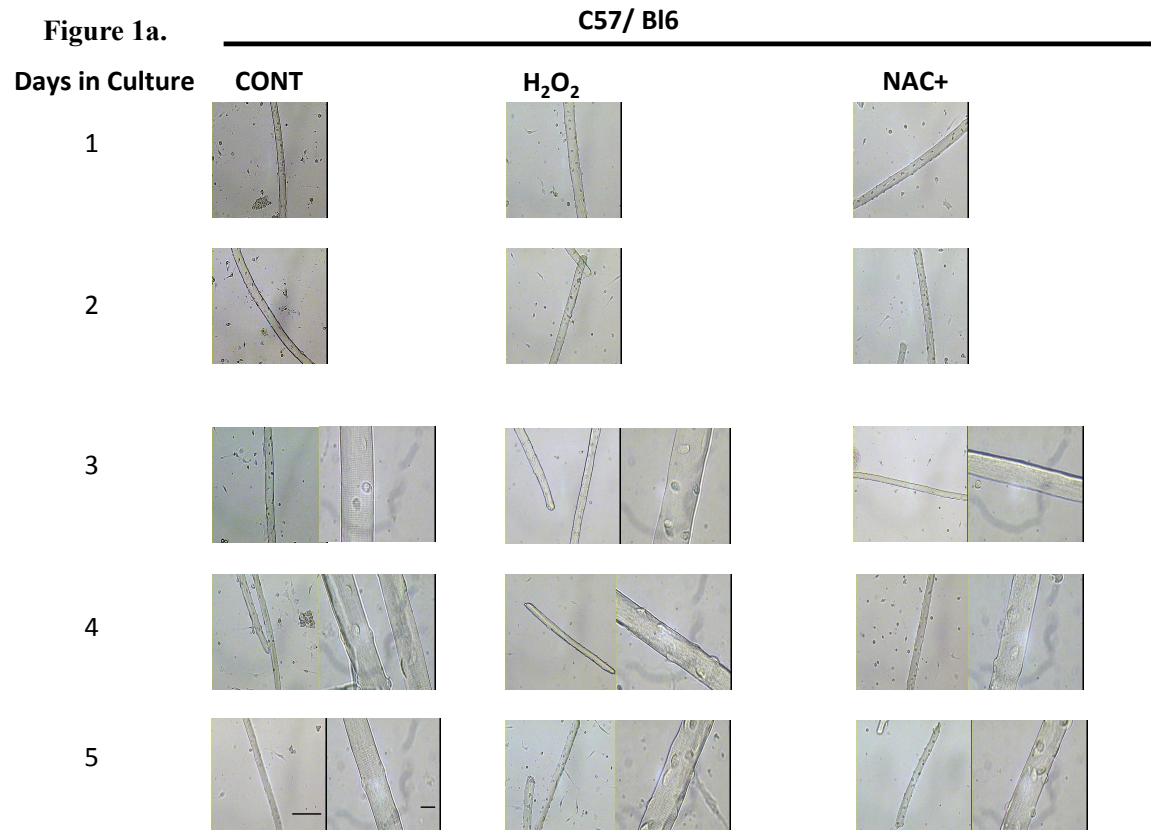 Figure 1a.
C57/ Bl6
Days in Culture CONT H₂O₂ NAC+
1
2
3
4
5